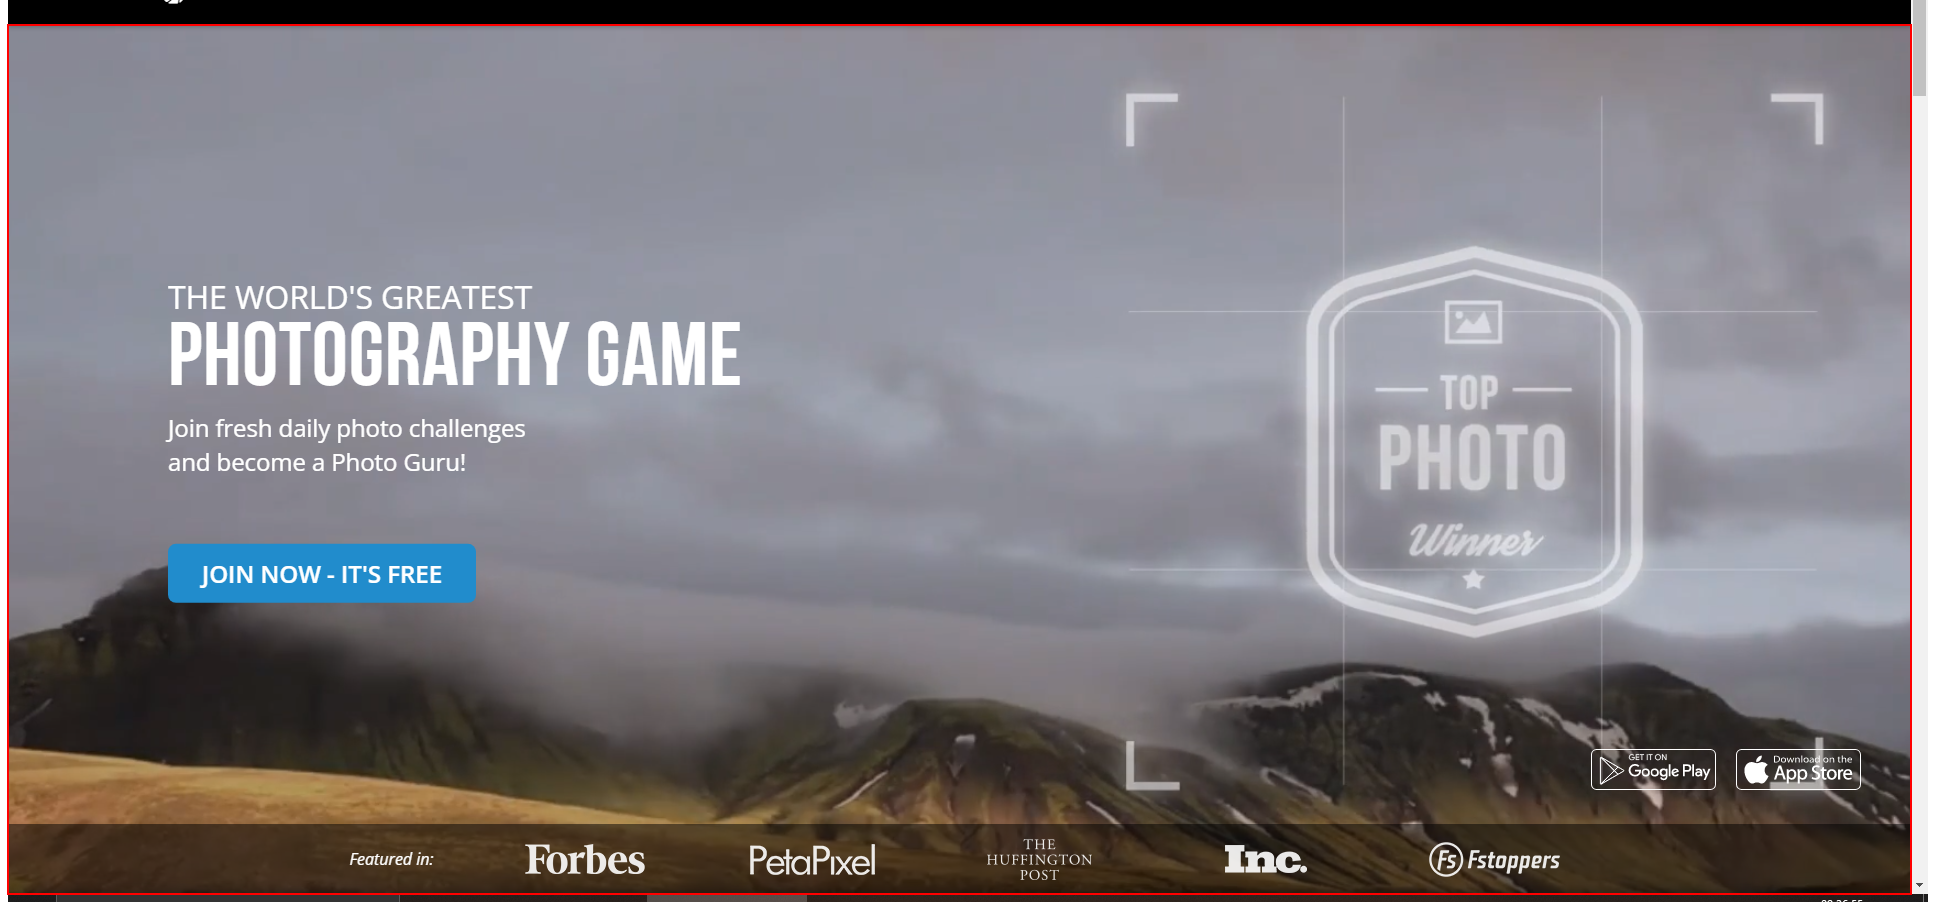 THE WORLD'S GREATEST
PHOTOGRAPHY GAME
Join fresh daily photo challenges
and become a Photo Guru!
JOIN NOW - IT'S FREE
TOP
PHOTO
Winner
GET IT ON
Google Play
Download on the
App Store
Featured in:
Forbes
PetaPixel
THE
HUFFINGTON
POST
Inc.
Fs Fstoppers